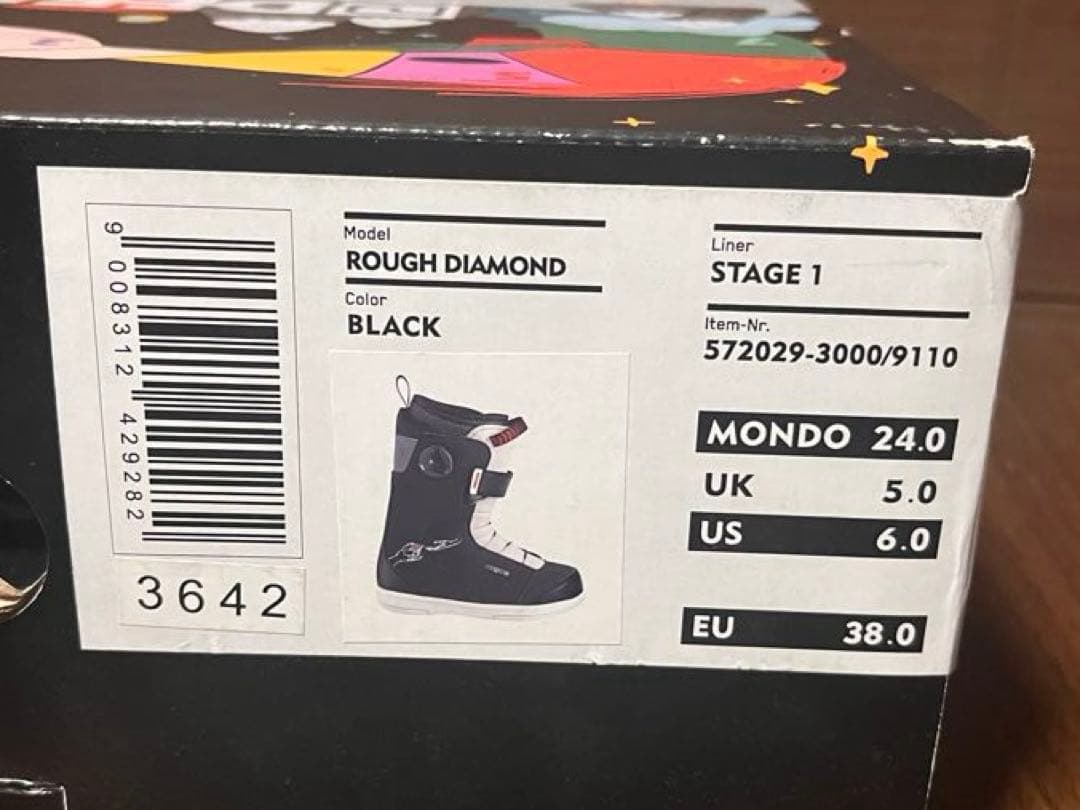 9 008312 429282
3642
Model
ROUGH DIAMOND
Color
BLACK
Liner
STAGE 1
Item-Nr.
572029-3000/9110
MONDO 24.0
UK 5.0
US 6.0
EU 38.0